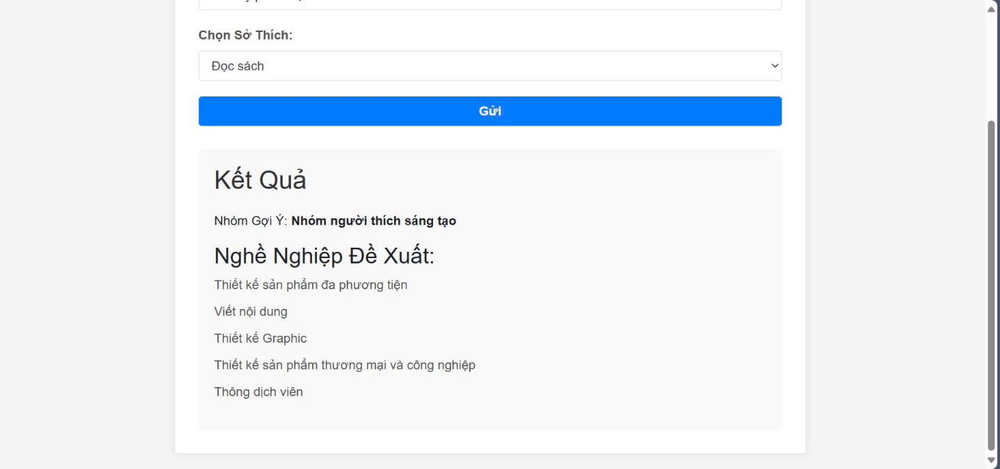 Chọn Sở Thích:
Đọc sách
Gửi
Kết Quả
Nhóm Gợi Ý: Nhóm người thích sáng tạo
Nghề Nghiệp Đề Xuất:
Thiết kế sản phẩm đa phương tiện
Viết nội dung
Thiết kế Graphic
Thiết kế sản phẩm thương mại và công nghiệp
Thông dịch viên